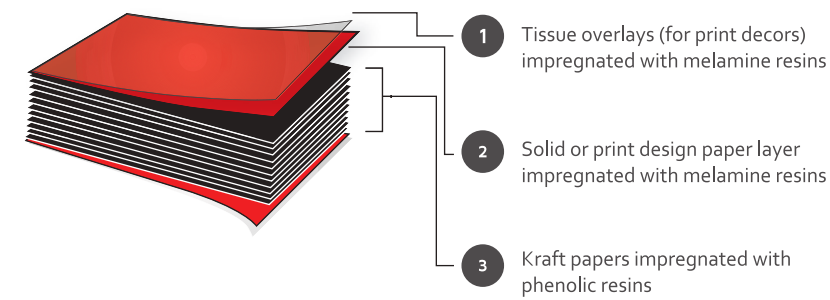 1
Tissue overlays (for print decors)
impregnated with melamine resins
2
Solid or print design paper layer
impregnated with melamine resins
3
Kraft papers impregnated with
phenolic resins